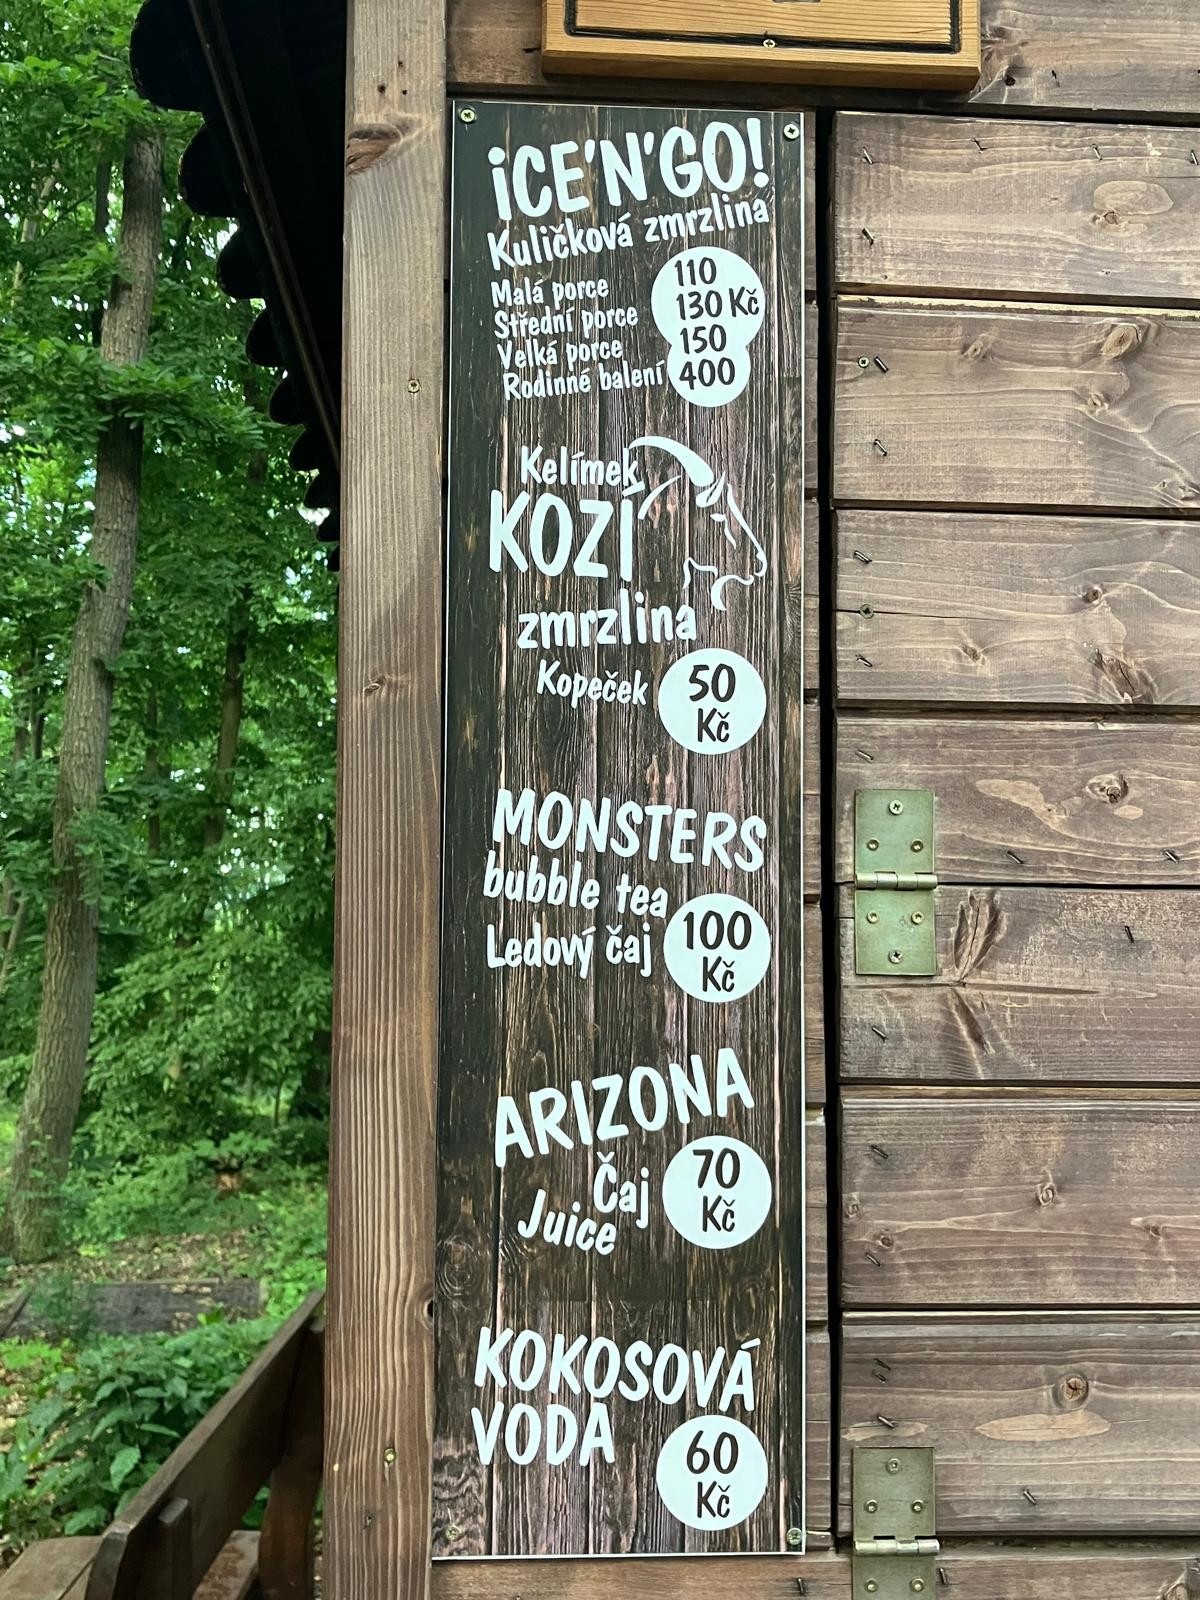 iCE'N'GO!
Kuličková zmrzlina
Malá porce 110
Střední porce 130 Kč
Velká porce 150
Rodinné balení 400
Kelímek
KOZÍ
zmrzlina
Kopeček 50
Kč
MONSTERS
bubble tea
Ledový čaj 100
Kč
ARIZONA
Čaj 70
Juice Kč
KOKOSOVÁ
VODA 60
Kč